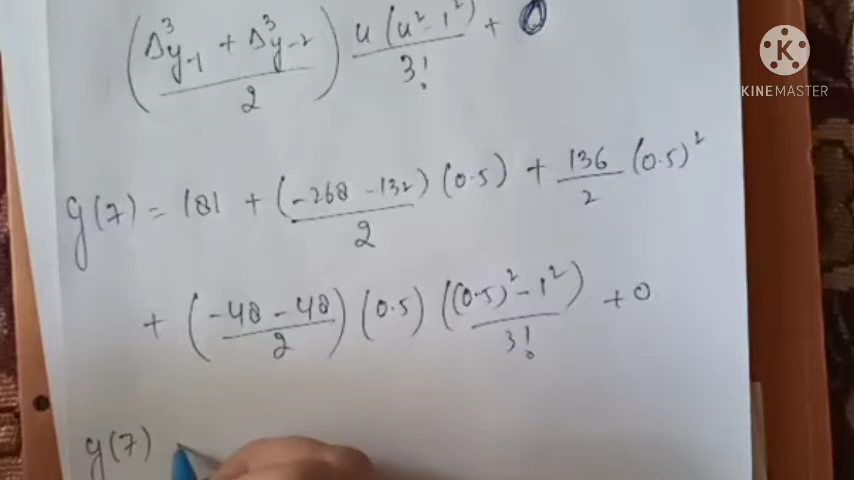 (Δ³y₋₁ + Δ³y₋₂ / 2) u(u² - 1²) / 3! + 0
KINEMASTER
y(7) = 181 + (-268 - 132) / 2 (0.5) + 136 / 2 (0.5)²
+ (-48 - 48 / 2) (0.5) ((0.5)² - 1²) / 3! + 0
y(7)